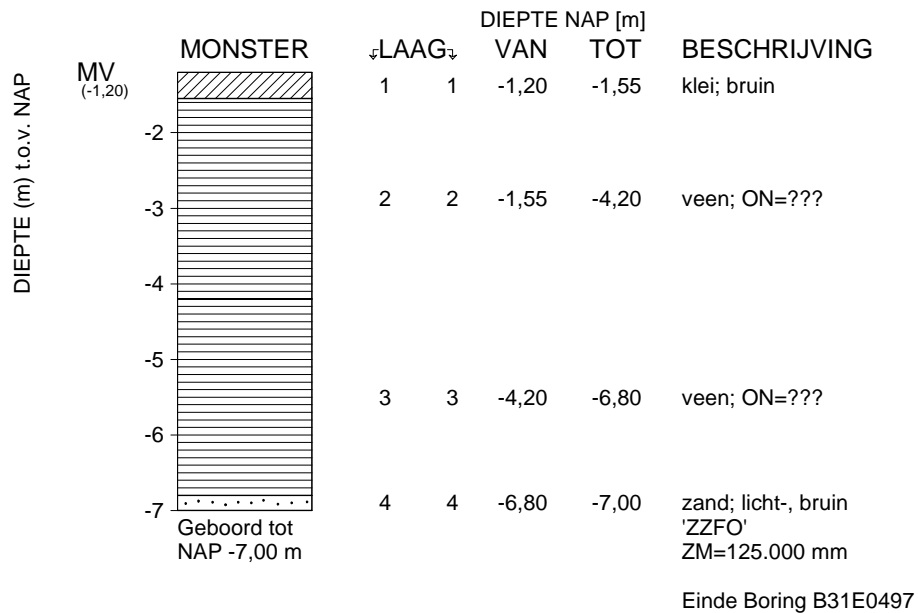 DIEPTE NAP [m]
MONSTER LAAG VAN TOT BESCHRIJVING
MV
(-1,20)
1 1 -1,20 -1,55 klei; bruin
DIEPTE (m) t.o.v. NAP
-2
2 2 -1,55 -4,20 veen; ON=???
-3
-4
-5
3 3 -4,20 -6,80 veen; ON=???
-6
-7
4 4 -6,80 -7,00 zand; licht-, bruin
'ZZFO'
ZM=125.000 mm
Geboord tot
NAP -7,00 m
Einde Boring B31E0497